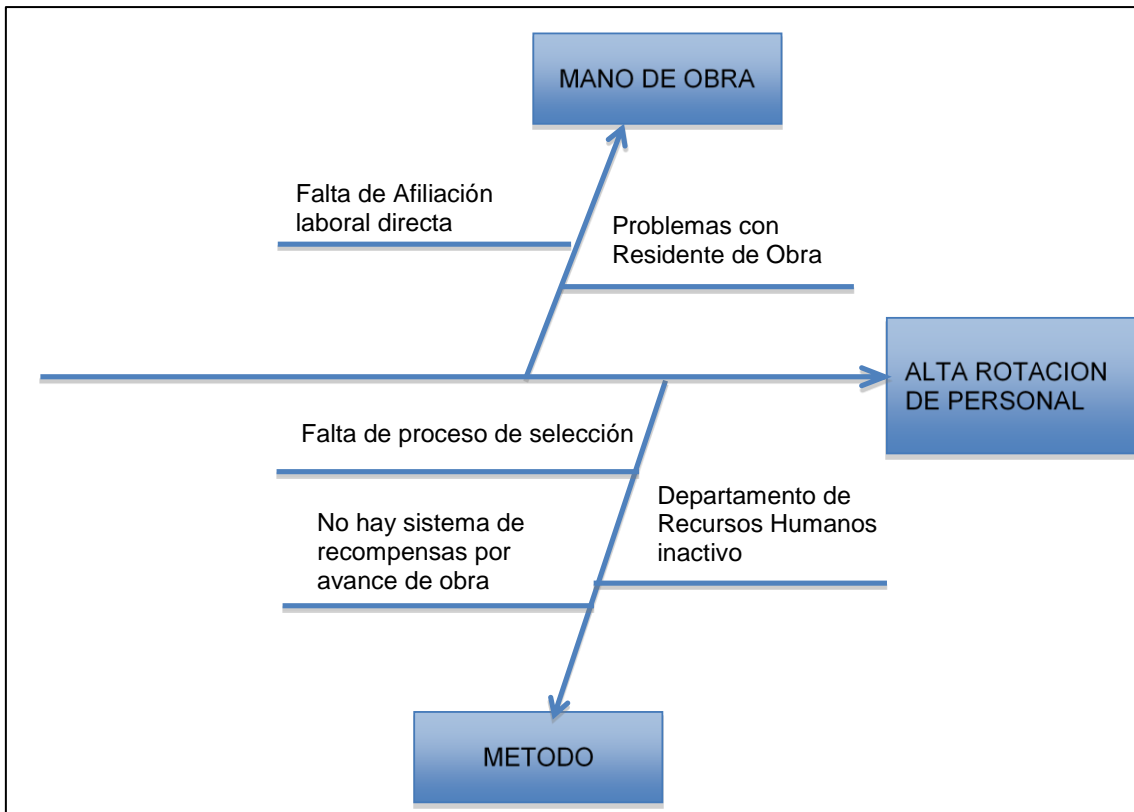 MANO DE OBRA
Falta de Afiliación
laboral directa
Problemas con
Residente de Obra
ALTA ROTACION
DE PERSONAL
Falta de proceso de selección
No hay sistema de
recompensas por
avance de obra
Departamento de
Recursos Humanos
inactivo
METODO